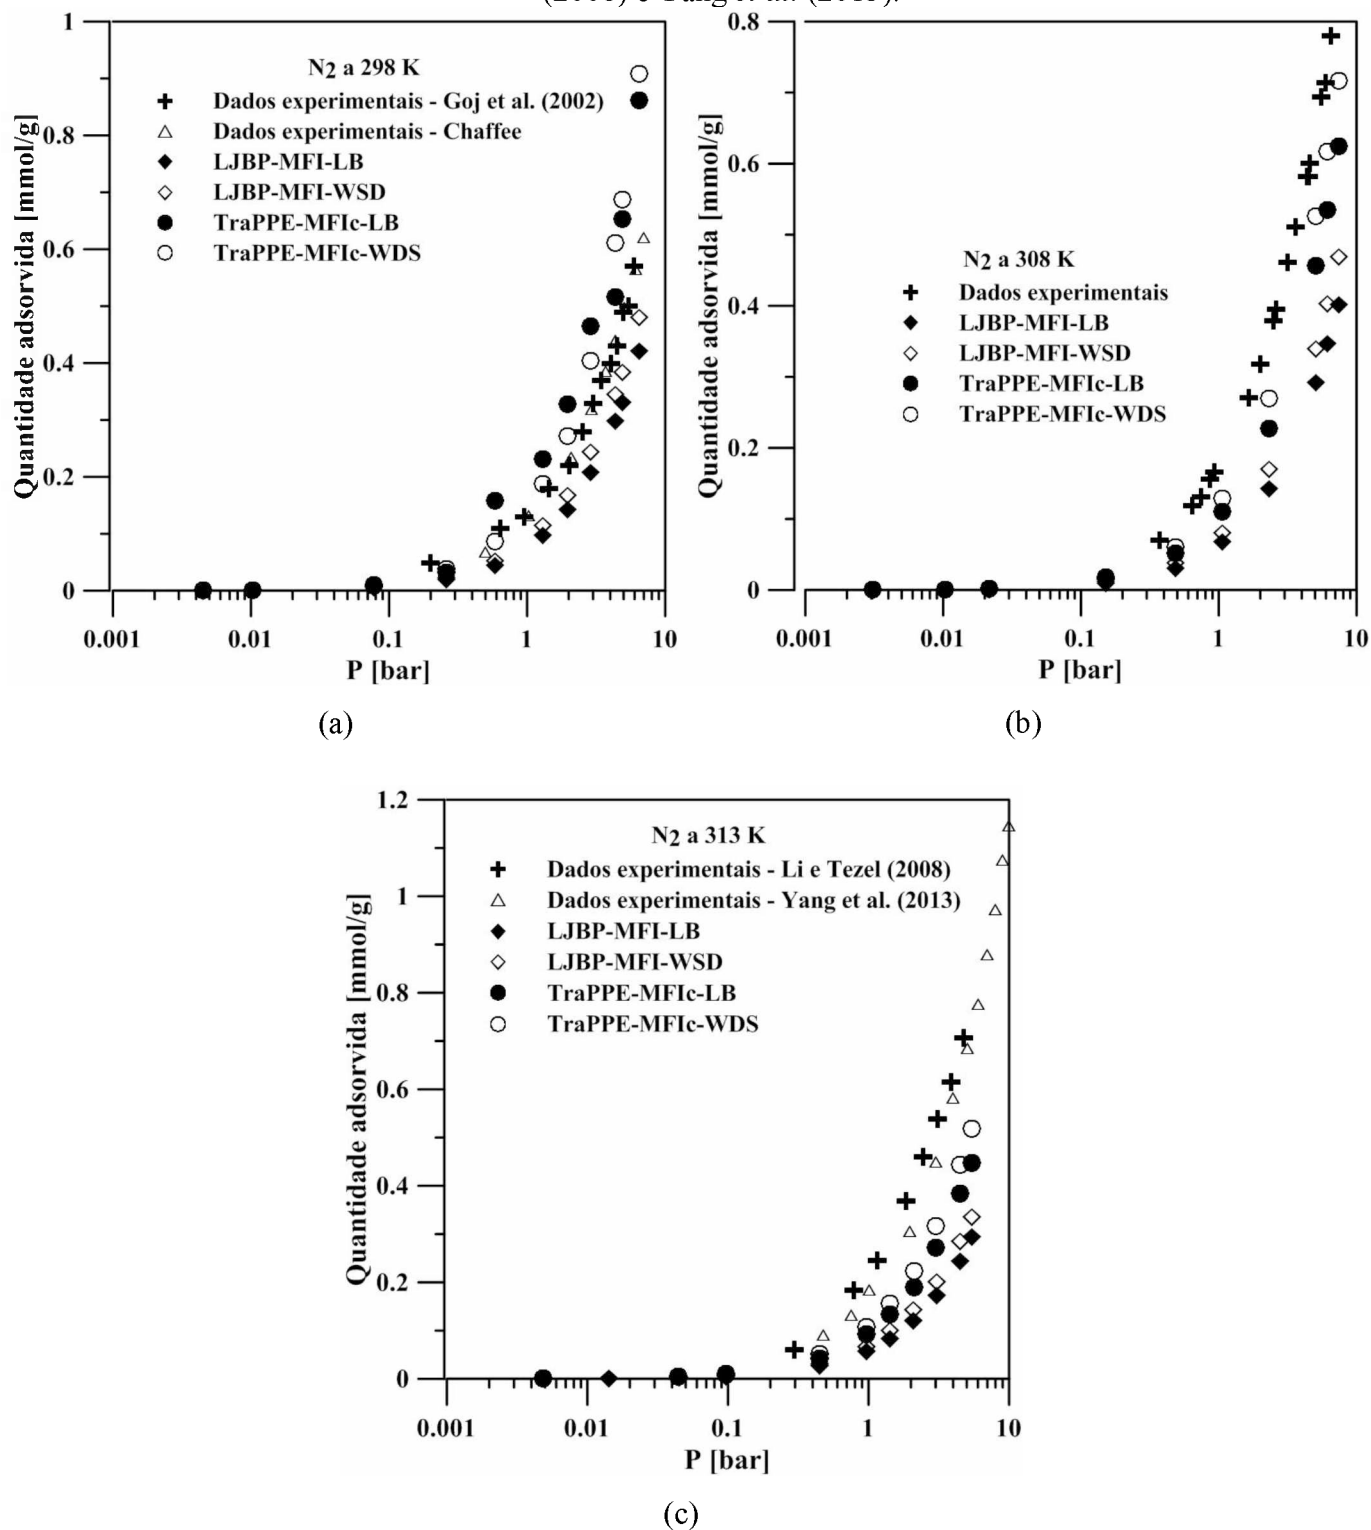 N2 a 298 K
Dados experimentais - Goj et al. (2002)
Dados experimentais - Chaffee
LJBP-MFI-LB
LJBP-MFI-WSD
TraPPE-MFIc-LB
TraPPE-MFIc-WDS
Quantidade adsorvida [mmol/g]
1
0.8
0.6
0.4
0.2
0
0.001 0.01 0.1 1 10
P [bar]
(a)
N2 a 308 K
Dados experimentais
LJBP-MFI-LB
LJBP-MFI-WSD
TraPPE-MFIc-LB
TraPPE-MFIc-WDS
Quantidade adsorvida [mmol/g]
0.8
0.6
0.4
0.2
0
0.001 0.01 0.1 1 10
P [bar]
(b)
N2 a 313 K
Dados experimentais - Li e Tezel (2008)
Dados experimentais - Yang et al. (2013)
LJBP-MFI-LB
LJBP-MFI-WSD
TraPPE-MFIc-LB
TraPPE-MFIc-WDS
Quantidade adsorvida [mmol/g]
1.2
1
0.8
0.6
0.4
0.2
0
0.001 0.01 0.1 1 10
P [bar]
(c)